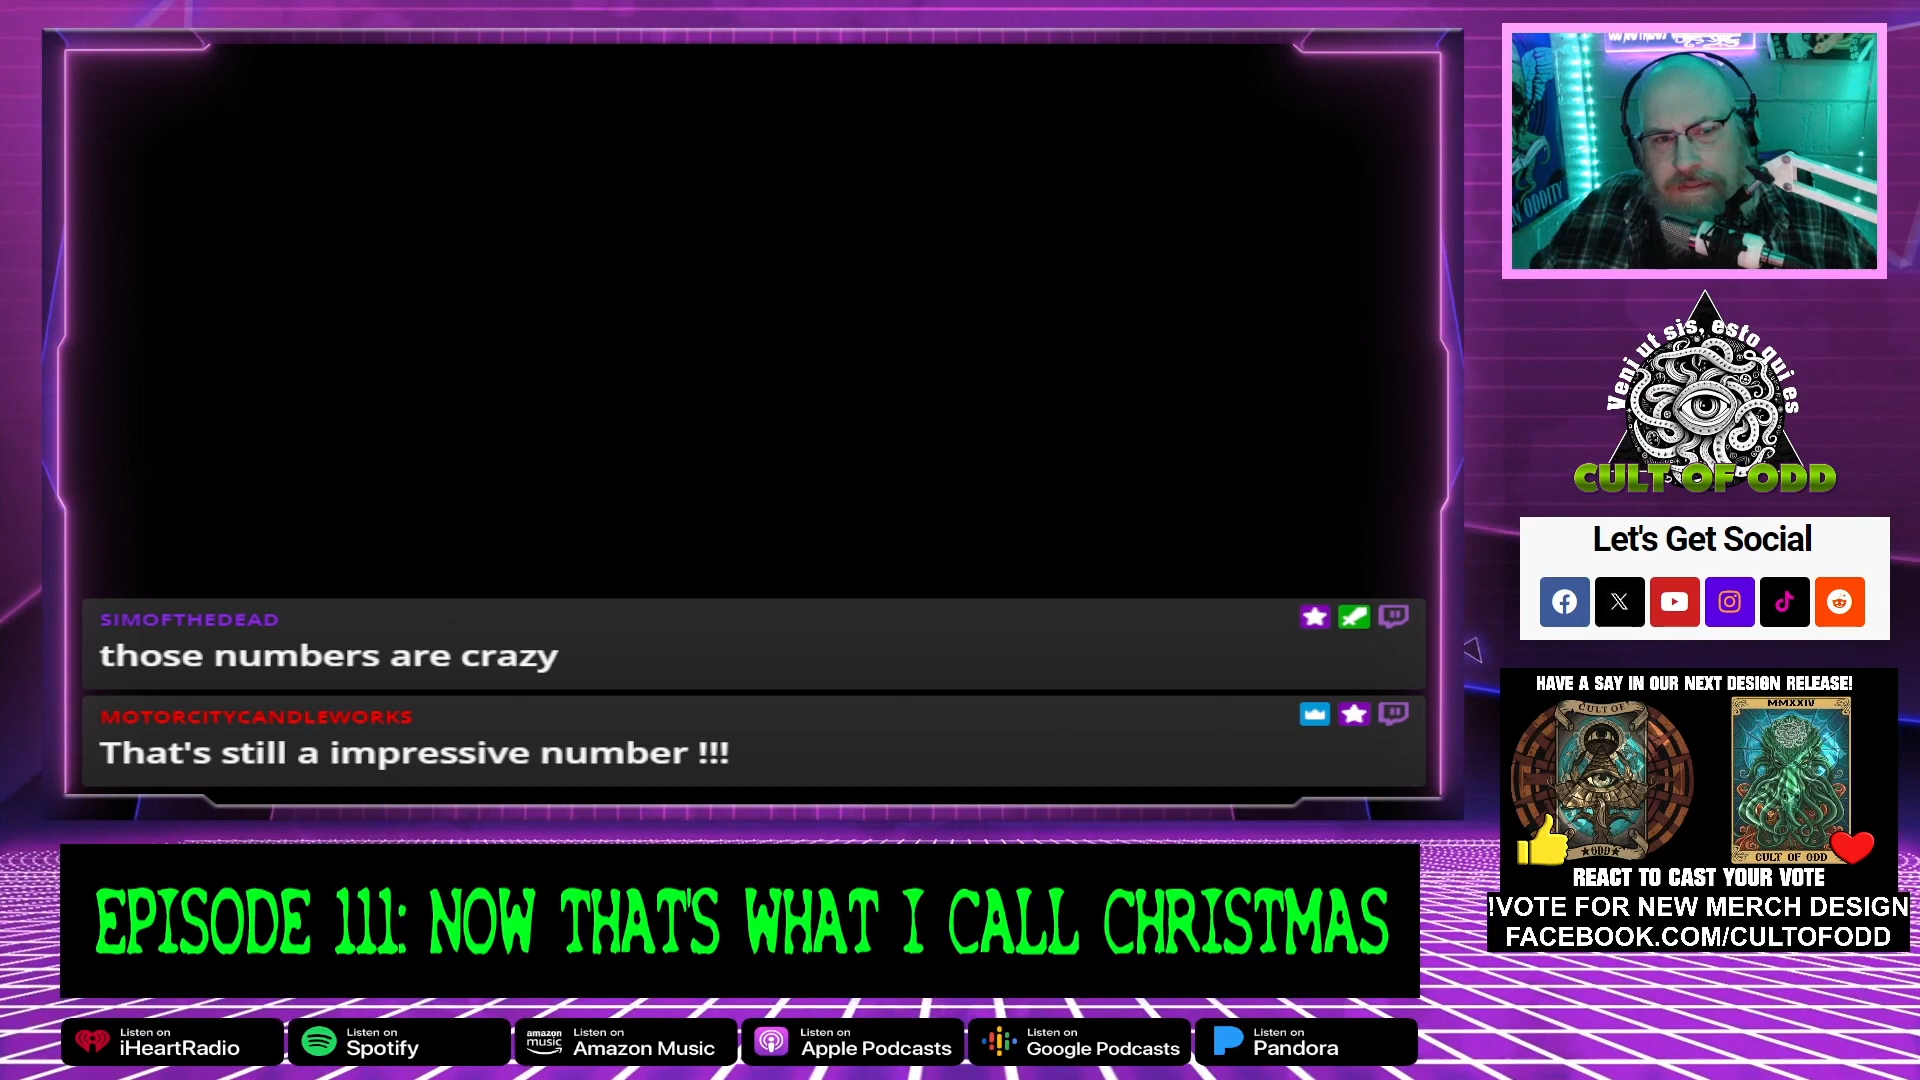 SIMOFTHEDEAD
those numbers are crazy
MOTORCITYCANDLEWORKS
That's still a impressive number !!!
EPISODE 111: NOW THAT'S WHAT I CALL CHRISTMAS
Listen on
iHeartRadio
Listen on
Spotify
amazon music
Listen on
Amazon Music
Listen on
Apple Podcasts
Listen on
Google Podcasts
Listen on
Pandora
N ODDITY
Veni ut sis, esto qui es
CULT OF ODD
Let's Get Social
HAVE A SAY IN OUR NEXT DESIGN RELEASE!
CULT OF
★ODD★
MMXXIV
CULT OF ODD
REACT TO CAST YOUR VOTE
!VOTE FOR NEW MERCH DESIGN
FACEBOOK.COM/CULTOFODD